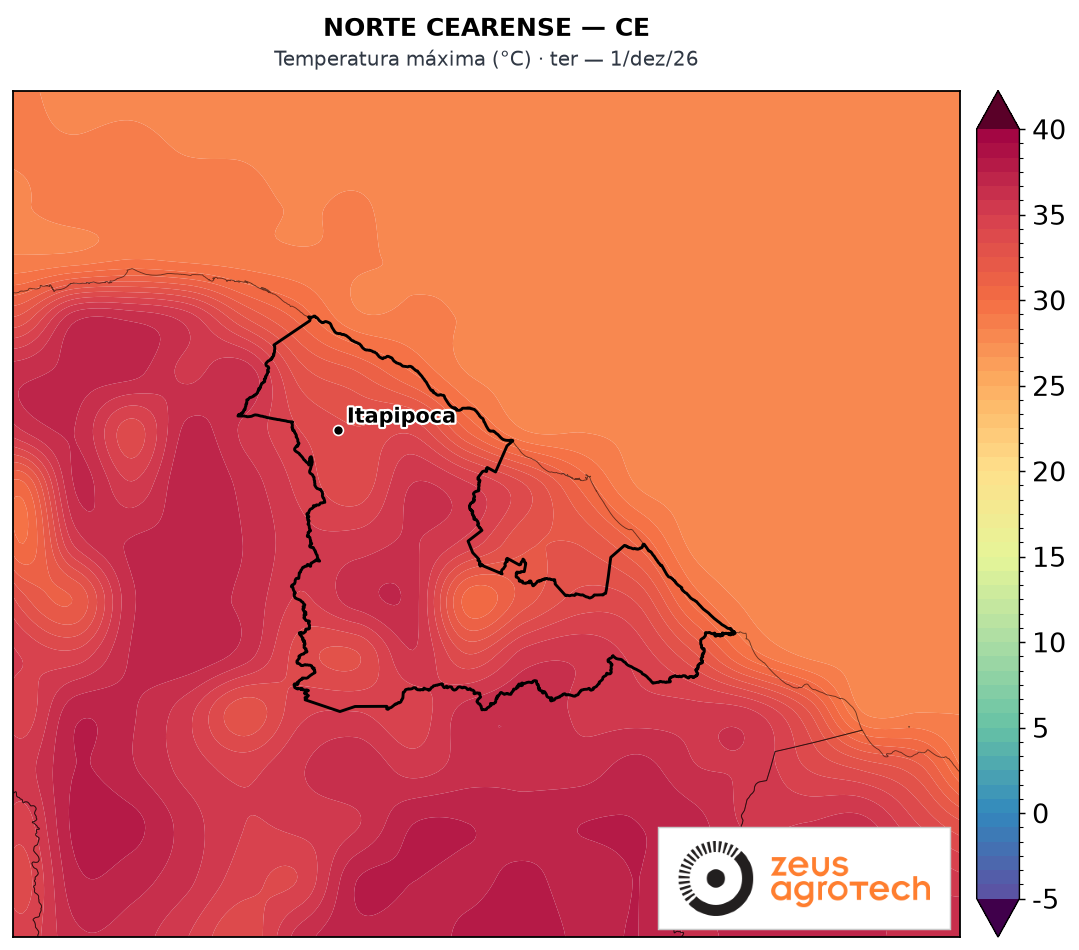 NORTE CEARENSE — CE
Temperatura máxima (°C) · ter — 1/dez/26
Itapipoca
40
35
30
25
20
15
10
5
0
-5
zeus
agrotech